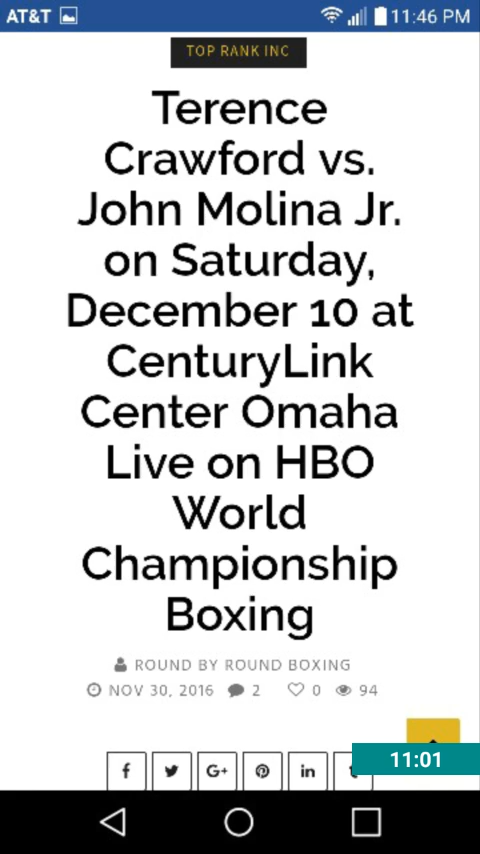 AT&T 11:46 PM
TOP RANK INC
Terence
Crawford vs.
John Molina Jr.
on Saturday,
December 10 at
CenturyLink
Center Omaha
Live on HBO
World
Championship
Boxing
ROUND BY ROUND BOXING
NOV 30, 2016 2 0 94
f G+ in
11:01